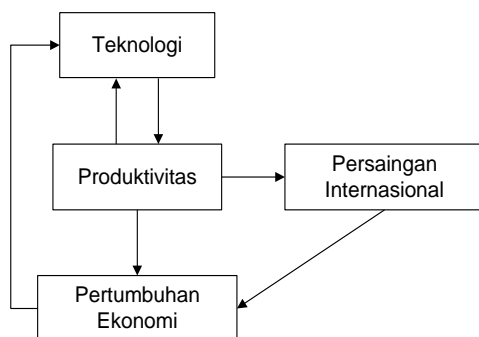 Teknologi
Produktivitas
Persaingan
Internasional
Pertumbuhan
Ekonomi